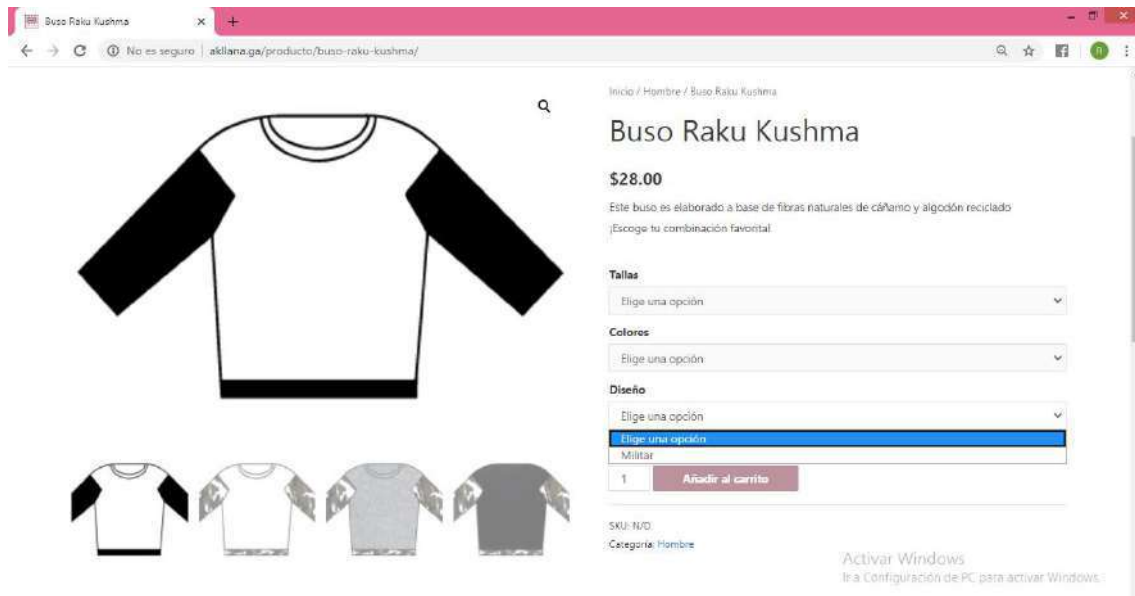 Buso Raku Kushma
No es seguro | akllana.ga/producto/buso-raku-kushma/
Inicio / Hombre / Buso Raku Kushma
Buso Raku Kushma
$28.00
Este buso es elaborado a base de fibras naturales de cáñamo y algodón reciclado
¡Escoge tu combinación favorita!
Tallas
Elige una opción
Colores
Elige una opción
Diseño
Elige una opción
Elige una opción
Militar
1 Añadir al carrito
SKU: N/D
Categoría: Hombre
Activar Windows
Ir a Configuración de PC para activar Windows.